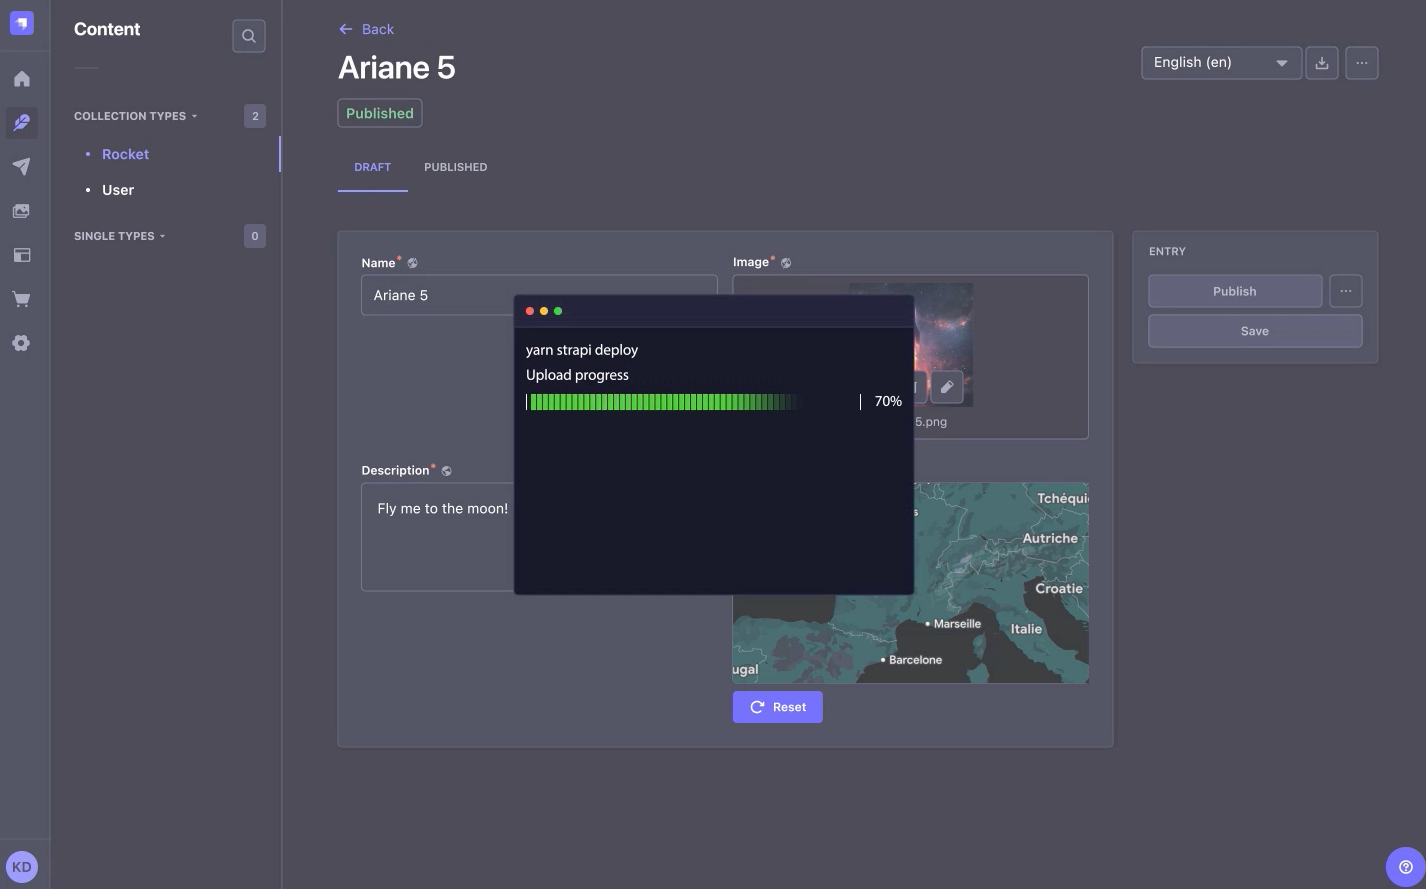 Content
COLLECTION TYPES
2
Rocket
User
SINGLE TYPES
0
KD
Back
Ariane 5
Published
English (en)
DRAFT
PUBLISHED
Name*
Ariane 5
Image*
5.png
Description*
Fly me to the moon!
yarn strapi deploy
Upload progress
70%
Tchéqui
Autriche
Croatie
Marseille
Italie
Barcelone
ugal
Reset
ENTRY
Publish
Save